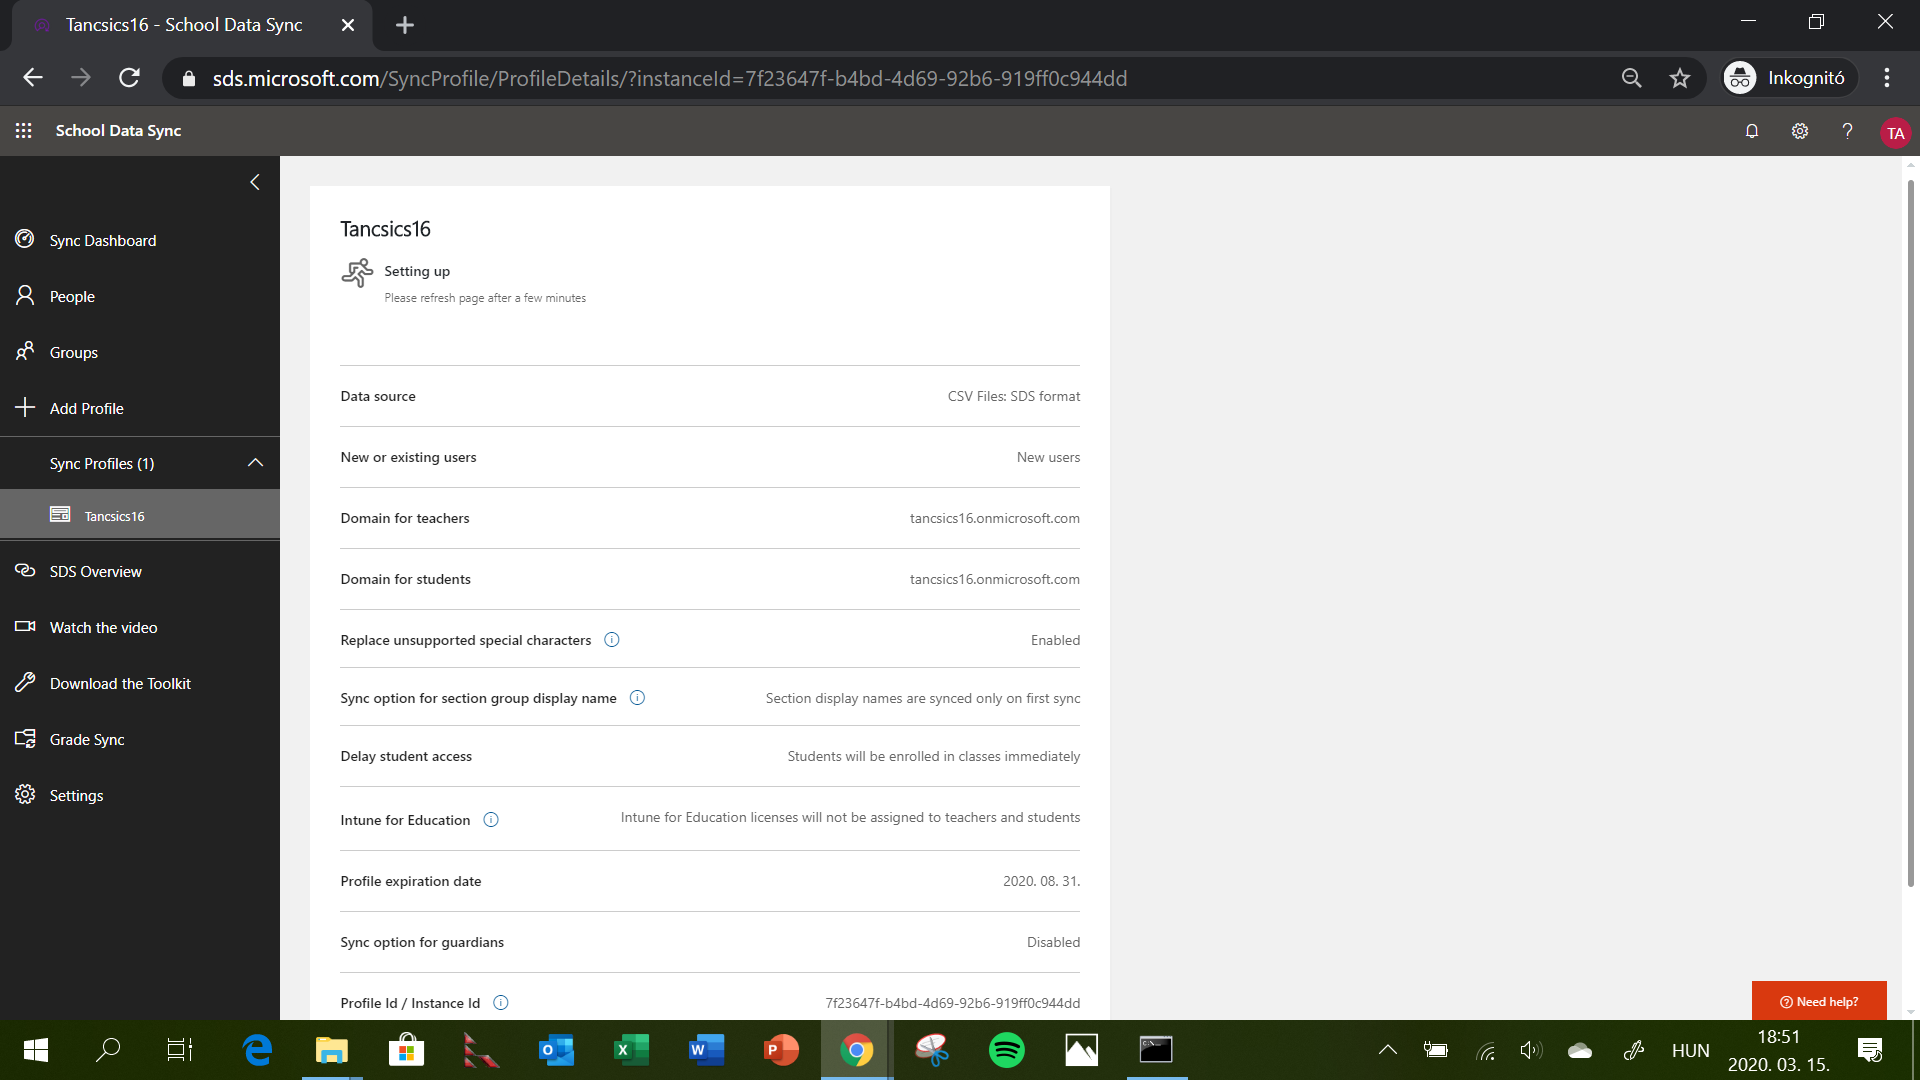 Tancsics16 - School Data Sync
sds.microsoft.com/SyncProfile/ProfileDetails/?instanceId=7f23647f-b4bd-4d69-92b6-919ff0c944dd
Inkognitó
School Data Sync
?
TA
Sync Dashboard
People
Groups
Add Profile
Sync Profiles (1)
Tancsics16
SDS Overview
Watch the video
Download the Toolkit
Grade Sync
Settings
Tancsics16
Setting up
Please refresh page after a few minutes
Data source CSV Files: SDS format
New or existing users New users
Domain for teachers tancsics16.onmicrosoft.com
Domain for students tancsics16.onmicrosoft.com
Replace unsupported special characters Enabled
Sync option for section group display name Section display names are synced only on first sync
Delay student access Students will be enrolled in classes immediately
Intune for Education Intune for Education licenses will not be assigned to teachers and students
Profile expiration date 2020. 08. 31.
Sync option for guardians Disabled
Profile Id / Instance Id 7f23647f-b4bd-4d69-92b6-919ff0c944dd
Need help?
HUN
18:51
2020. 03. 15.